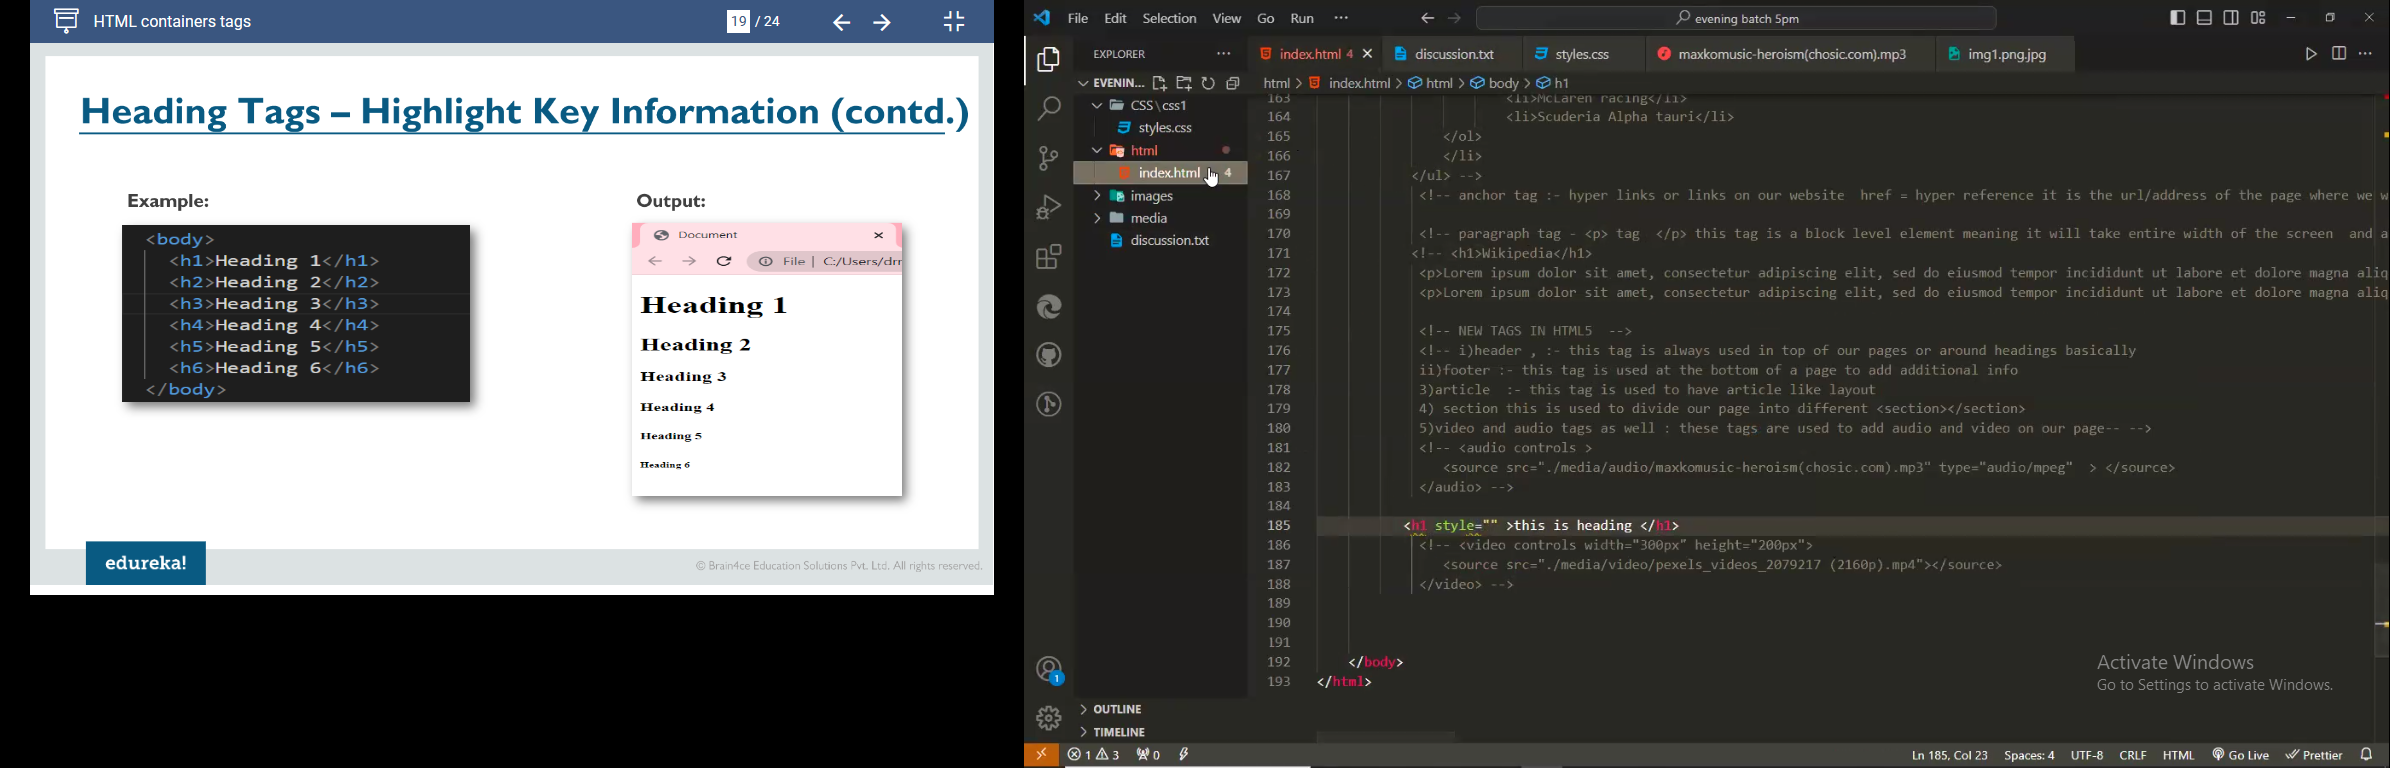 HTML containers tags
19 / 24
Heading Tags – Highlight Key Information (contd.)
Example:
<body>
<h1>Heading 1</h1>
<h2>Heading 2</h2>
<h3>Heading 3</h3>
<h4>Heading 4</h4>
<h5>Heading 5</h5>
<h6>Heading 6</h6>
</body>
Output:
Document
File | C:/Users/drr
Heading 1
Heading 2
Heading 3
Heading 4
Heading 5
Heading 6
edureka!
© Brain4ce Education Solutions Pvt. Ltd. All rights reserved.
File Edit Selection View Go Run ···
evening batch 5pm
EXPLORER ···
EVENIN...
CSS\css1
styles.css
html
index.html 4
images
media
discussion.txt
OUTLINE
TIMELINE
index.html 4
discussion.txt
styles.css
maxkomusic-heroism(chosic.com).mp3
img1.png.jpg
html > index.html > html > body > h1
163 <li>McLaren racing</li>
164 <li>Scuderia Alpha tauri</li>
165 </ol>
166 </li>
167 </ul> -->
168 <!-- anchor tag :- hyper links or links on our website href = hyper reference it is the url/address of the page where we w
169
170 <!-- paragraph tag - <p> tag </p> this tag is a block level element meaning it will take entire width of the screen and a
171 <!-- <h1>Wikipedia</h1>
172 <p>Lorem ipsum dolor sit amet, consectetur adipiscing elit, sed do eiusmod tempor incididunt ut labore et dolore magna aliq
173 <p>Lorem ipsum dolor sit amet, consectetur adipiscing elit, sed do eiusmod tempor incididunt ut labore et dolore magna aliq
174
175 <!-- NEW TAGS IN HTML5 -->
176 <!-- i)header , :- this tag is always used in top of our pages or around headings basically
177 ii)footer :- this tag is used at the bottom of a page to add additional info
178 3)article :- this tag is used to have article like layout
179 4) section this is used to divide our page into different <section></section>
180 5)video and audio tags as well : these tags are used to add audio and video on our page-- -->
181 <!-- <audio controls >
182 <source src="./media/audio/maxkomusic-heroism(chosic.com).mp3" type="audio/mpeg" > </source>
183 </audio> -->
184
185 <h1 style="" >this is heading </h1>
186 <!-- <video controls width="300px" height="200px">
187 <source src="./media/video/pexels_videos_2079217 (2160p).mp4"></source>
188 </video> -->
189
190
191
192 </body>
193 </html>
Activate Windows
Go to Settings to activate Windows.
1
1 3 0
Ln 185, Col 23 Spaces: 4 UTF-8 CRLF HTML Go Live Prettier